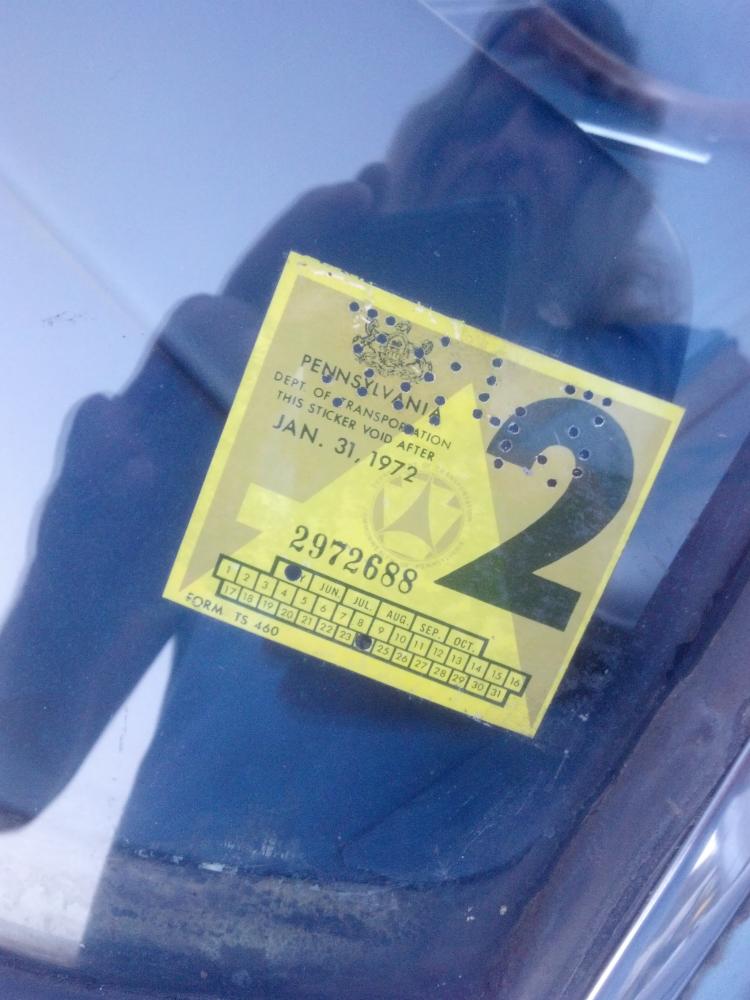 PENNSYLVANIA
DEPT. OF TRANSPORTATION
THIS STICKER VOID AFTER
JAN. 31, 1972
2
2972688
JUN. JUL. AUG. SEP. OCT.
1 2 3 4 5 6 7 8 9 10 11 12 13 14 15 16
17 18 19 20 21 22 23 25 26 27 28 29 30 31
FORM TS 460